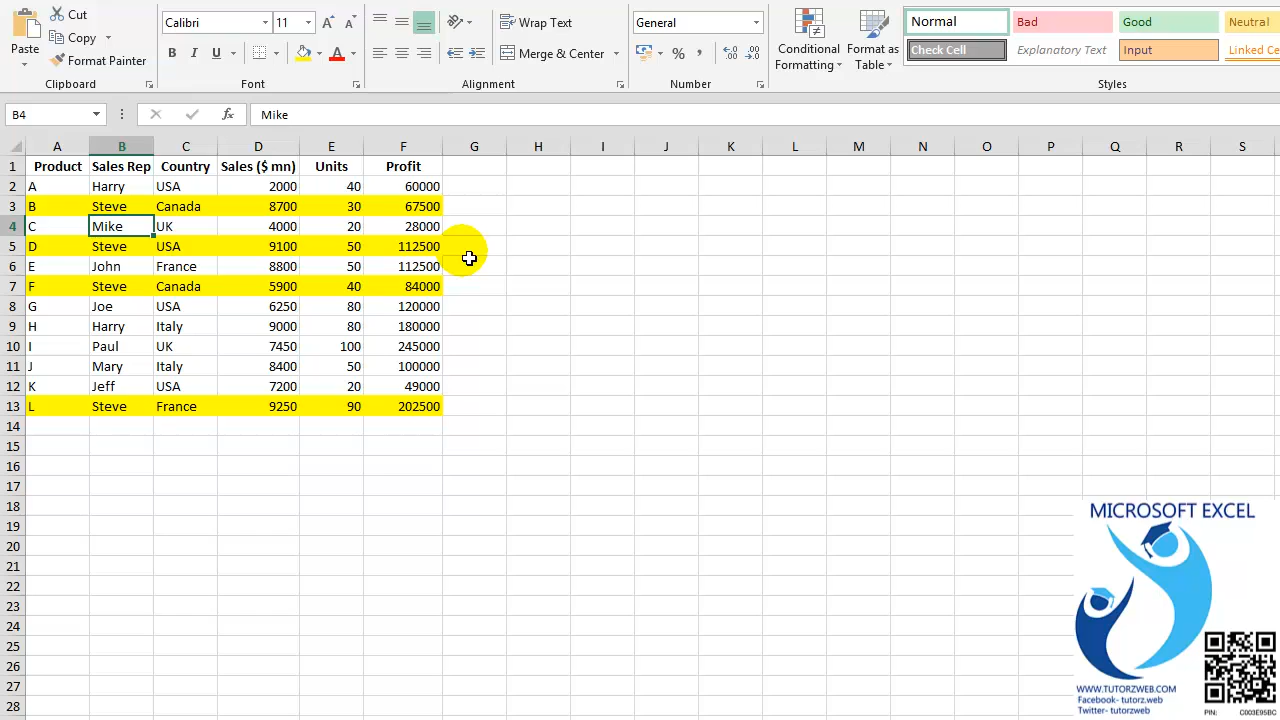 Cut
Copy
Paste
Format Painter
Clipboard
Calibri
11
B I U
Font
Wrap Text
Merge & Center
Alignment
General
%
Number
Conditional Formatting
Format as Table
Normal Bad Good Neutral
Check Cell Explanatory Text Input Linked Ce
Styles
B4 fx Mike
A B C D E F G H I J K L M N O P Q R S
1 Product Sales Rep Country Sales ($ mn) Units Profit
2 A Harry USA 2000 40 60000
3 B Steve Canada 8700 30 67500
4 C Mike UK 4000 20 28000
5 D Steve USA 9100 50 112500
6 E John France 8800 50 112500
7 F Steve Canada 5900 40 84000
8 G Joe USA 6250 80 120000
9 H Harry Italy 9000 80 180000
10 I Paul UK 7450 100 245000
11 J Mary Italy 8400 50 100000
12 K Jeff USA 7200 20 49000
13 L Steve France 9250 90 202500
14
15
16
17
18
19
20
21
22
23
24
25
26
27
28
MICROSOFT EXCEL
WWW.TUTORZWEB.COM
Facebook- tutorz.web
Twitter- tutorzweb
PIN: C003E95BC